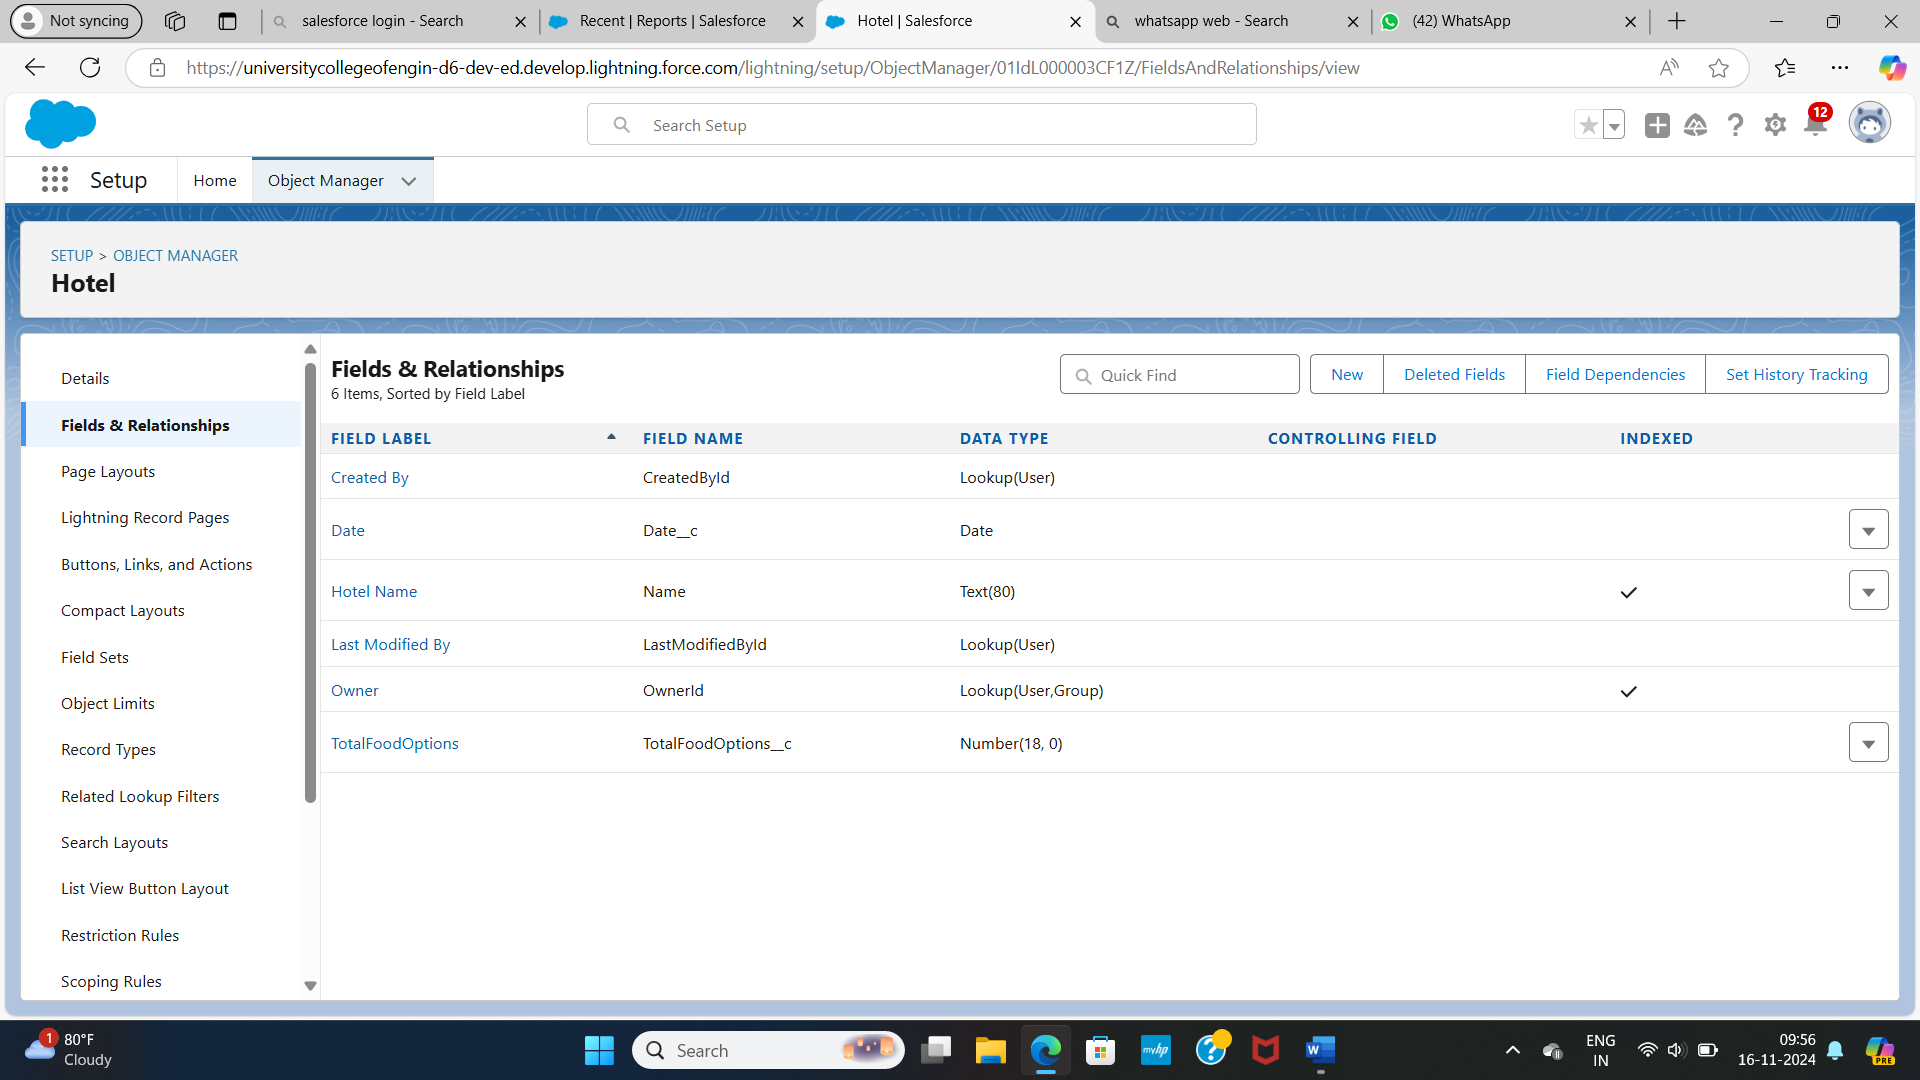 Not syncing
salesforce login - Search
Recent | Reports | Salesforce
Hotel | Salesforce
whatsapp web - Search
(42) WhatsApp
https://universitycollegeofengin-d6-dev-ed.develop.lightning.force.com/lightning/setup/ObjectManager/01IdL000003CF1Z/FieldsAndRelationships/view
Search Setup
12
Setup
Home
Object Manager
SETUP > OBJECT MANAGER
Hotel
Details
Fields & Relationships
Page Layouts
Lightning Record Pages
Buttons, Links, and Actions
Compact Layouts
Field Sets
Object Limits
Record Types
Related Lookup Filters
Search Layouts
List View Button Layout
Restriction Rules
Scoping Rules
Fields & Relationships
6 Items, Sorted by Field Label
Quick Find
New
Deleted Fields
Field Dependencies
Set History Tracking
FIELD LABEL FIELD NAME DATA TYPE CONTROLLING FIELD INDEXED
Created By CreatedById Lookup(User)
Date Date__c Date
Hotel Name Name Text(80)
Last Modified By LastModifiedById Lookup(User)
Owner OwnerId Lookup(User,Group)
TotalFoodOptions TotalFoodOptions__c Number(18, 0)
1
80°F
Cloudy
Search
myhp
W
ENG
IN
09:56
16-11-2024
PRE